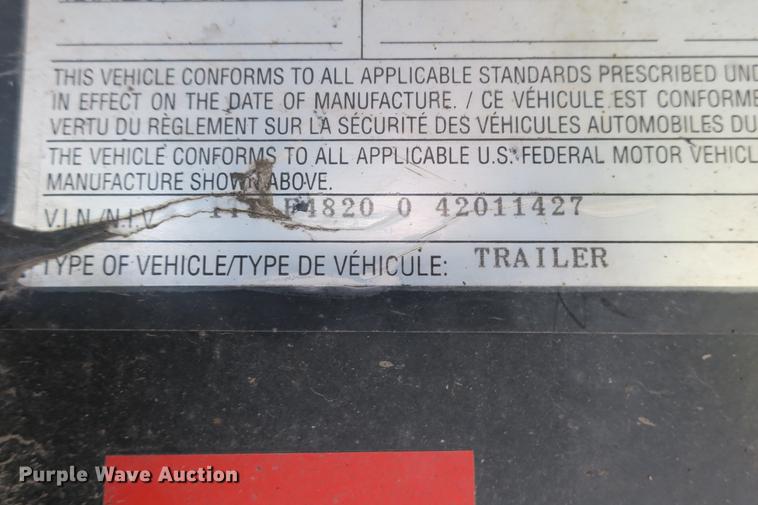 THIS VEHICLE CONFORMS TO ALL APPLICABLE STANDARDS PRESCRIBED UND
IN EFFECT ON THE DATE OF MANUFACTURE. / CE VÉHICULE EST CONFORME
VERTU DU RÈGLEMENT SUR LA SÉCURITÉ DES VÉHICULES AUTOMOBILES DU
THE VEHICLE CONFORMS TO ALL APPLICABLE U.S. FEDERAL MOTOR VEHICL
MANUFACTURE SHOWN ABOVE.
V.I.N./N.I.V. F4820 0 42011427
TYPE OF VEHICLE/TYPE DE VÉHICULE: TRAILER
Purple Wave Auction